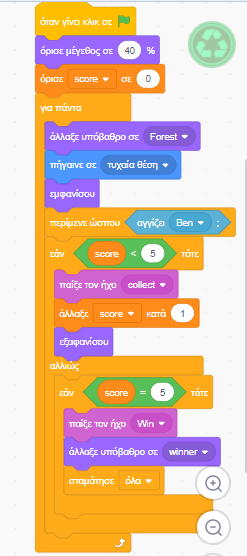 όταν γίνει κλικ σε
όρισε μέγεθος σε 40 %
όρισε score σε 0
για πάντα
άλλαξε υπόβαθρο σε Forest
πήγαινε σε τυχαία θέση
εμφανίσου
περίμενε ώσπου αγγίζει Ben ;
εάν score < 5 τότε
παίξε τον ήχο collect
άλλαξε score κατά 1
εξαφανίσου
αλλιώς
εάν score = 5 τότε
παίξε τον ήχο Win
άλλαξε υπόβαθρο σε winner
σταμάτησε όλα